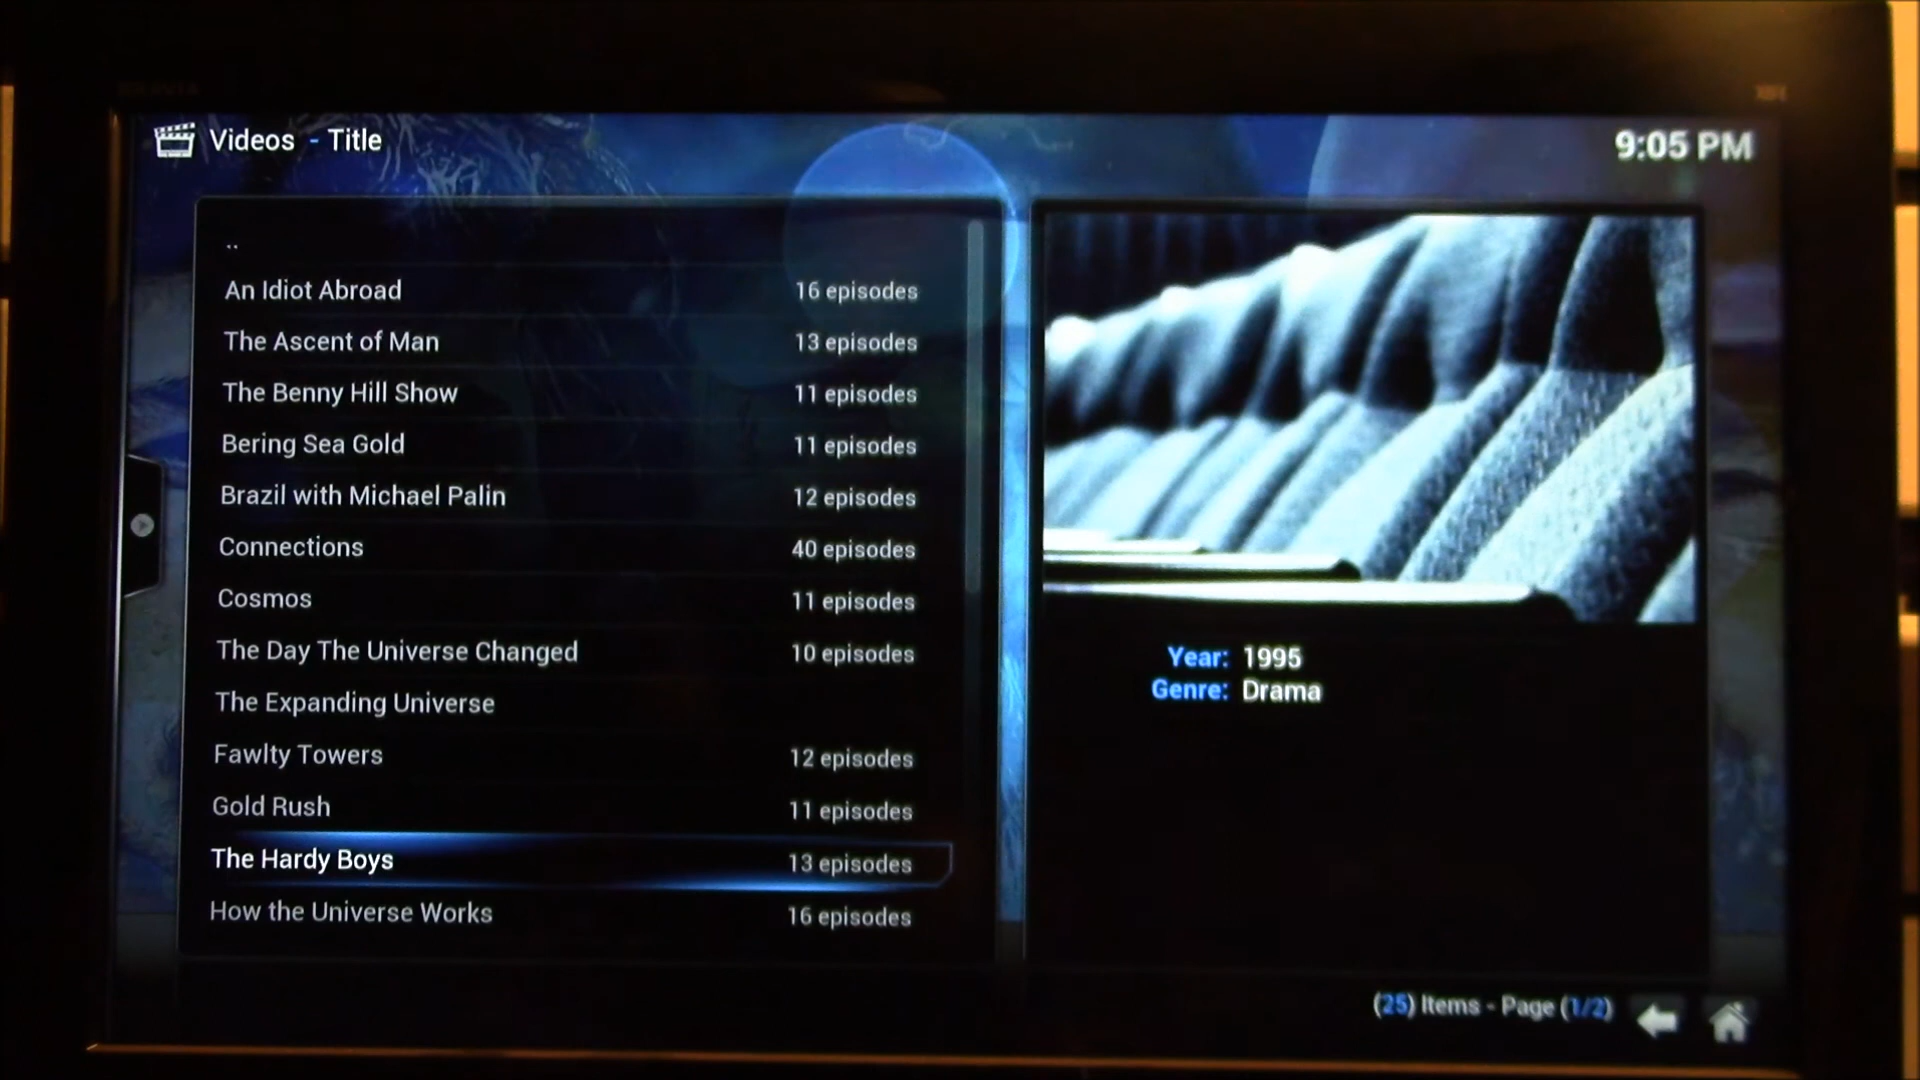 Videos - Title
9:05 PM
..
An Idiot Abroad 16 episodes
The Ascent of Man 13 episodes
The Benny Hill Show 11 episodes
Bering Sea Gold 11 episodes
Brazil with Michael Palin 12 episodes
Connections 40 episodes
Cosmos 11 episodes
The Day The Universe Changed 10 episodes
The Expanding Universe
Fawlty Towers 12 episodes
Gold Rush 11 episodes
The Hardy Boys 13 episodes
How the Universe Works 16 episodes
Year: 1995
Genre: Drama
(25) Items - Page (1/2)